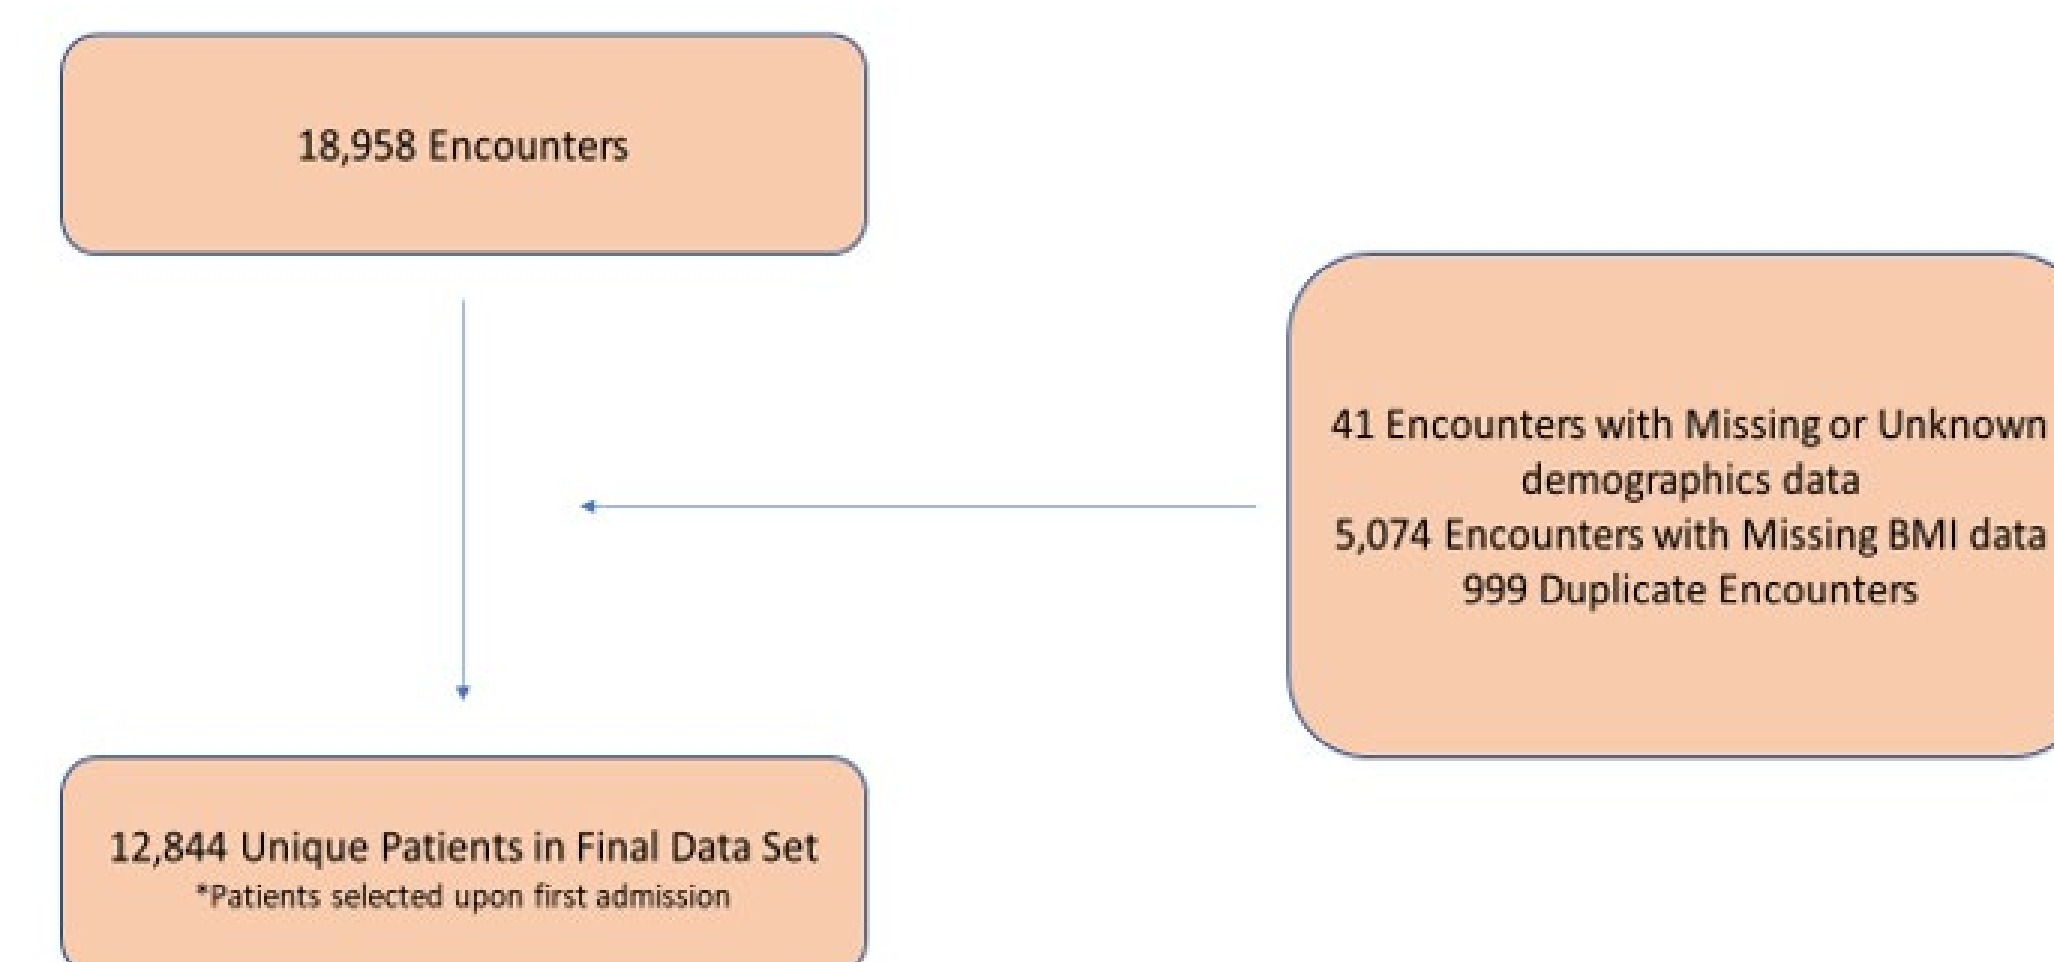 18,958 Encounters
41 Encounters with Missing or Unknown
demographics data
5,074 Encounters with Missing BMI data
999 Duplicate Encounters
12,844 Unique Patients in Final Data Set
*Patients selected upon first admission